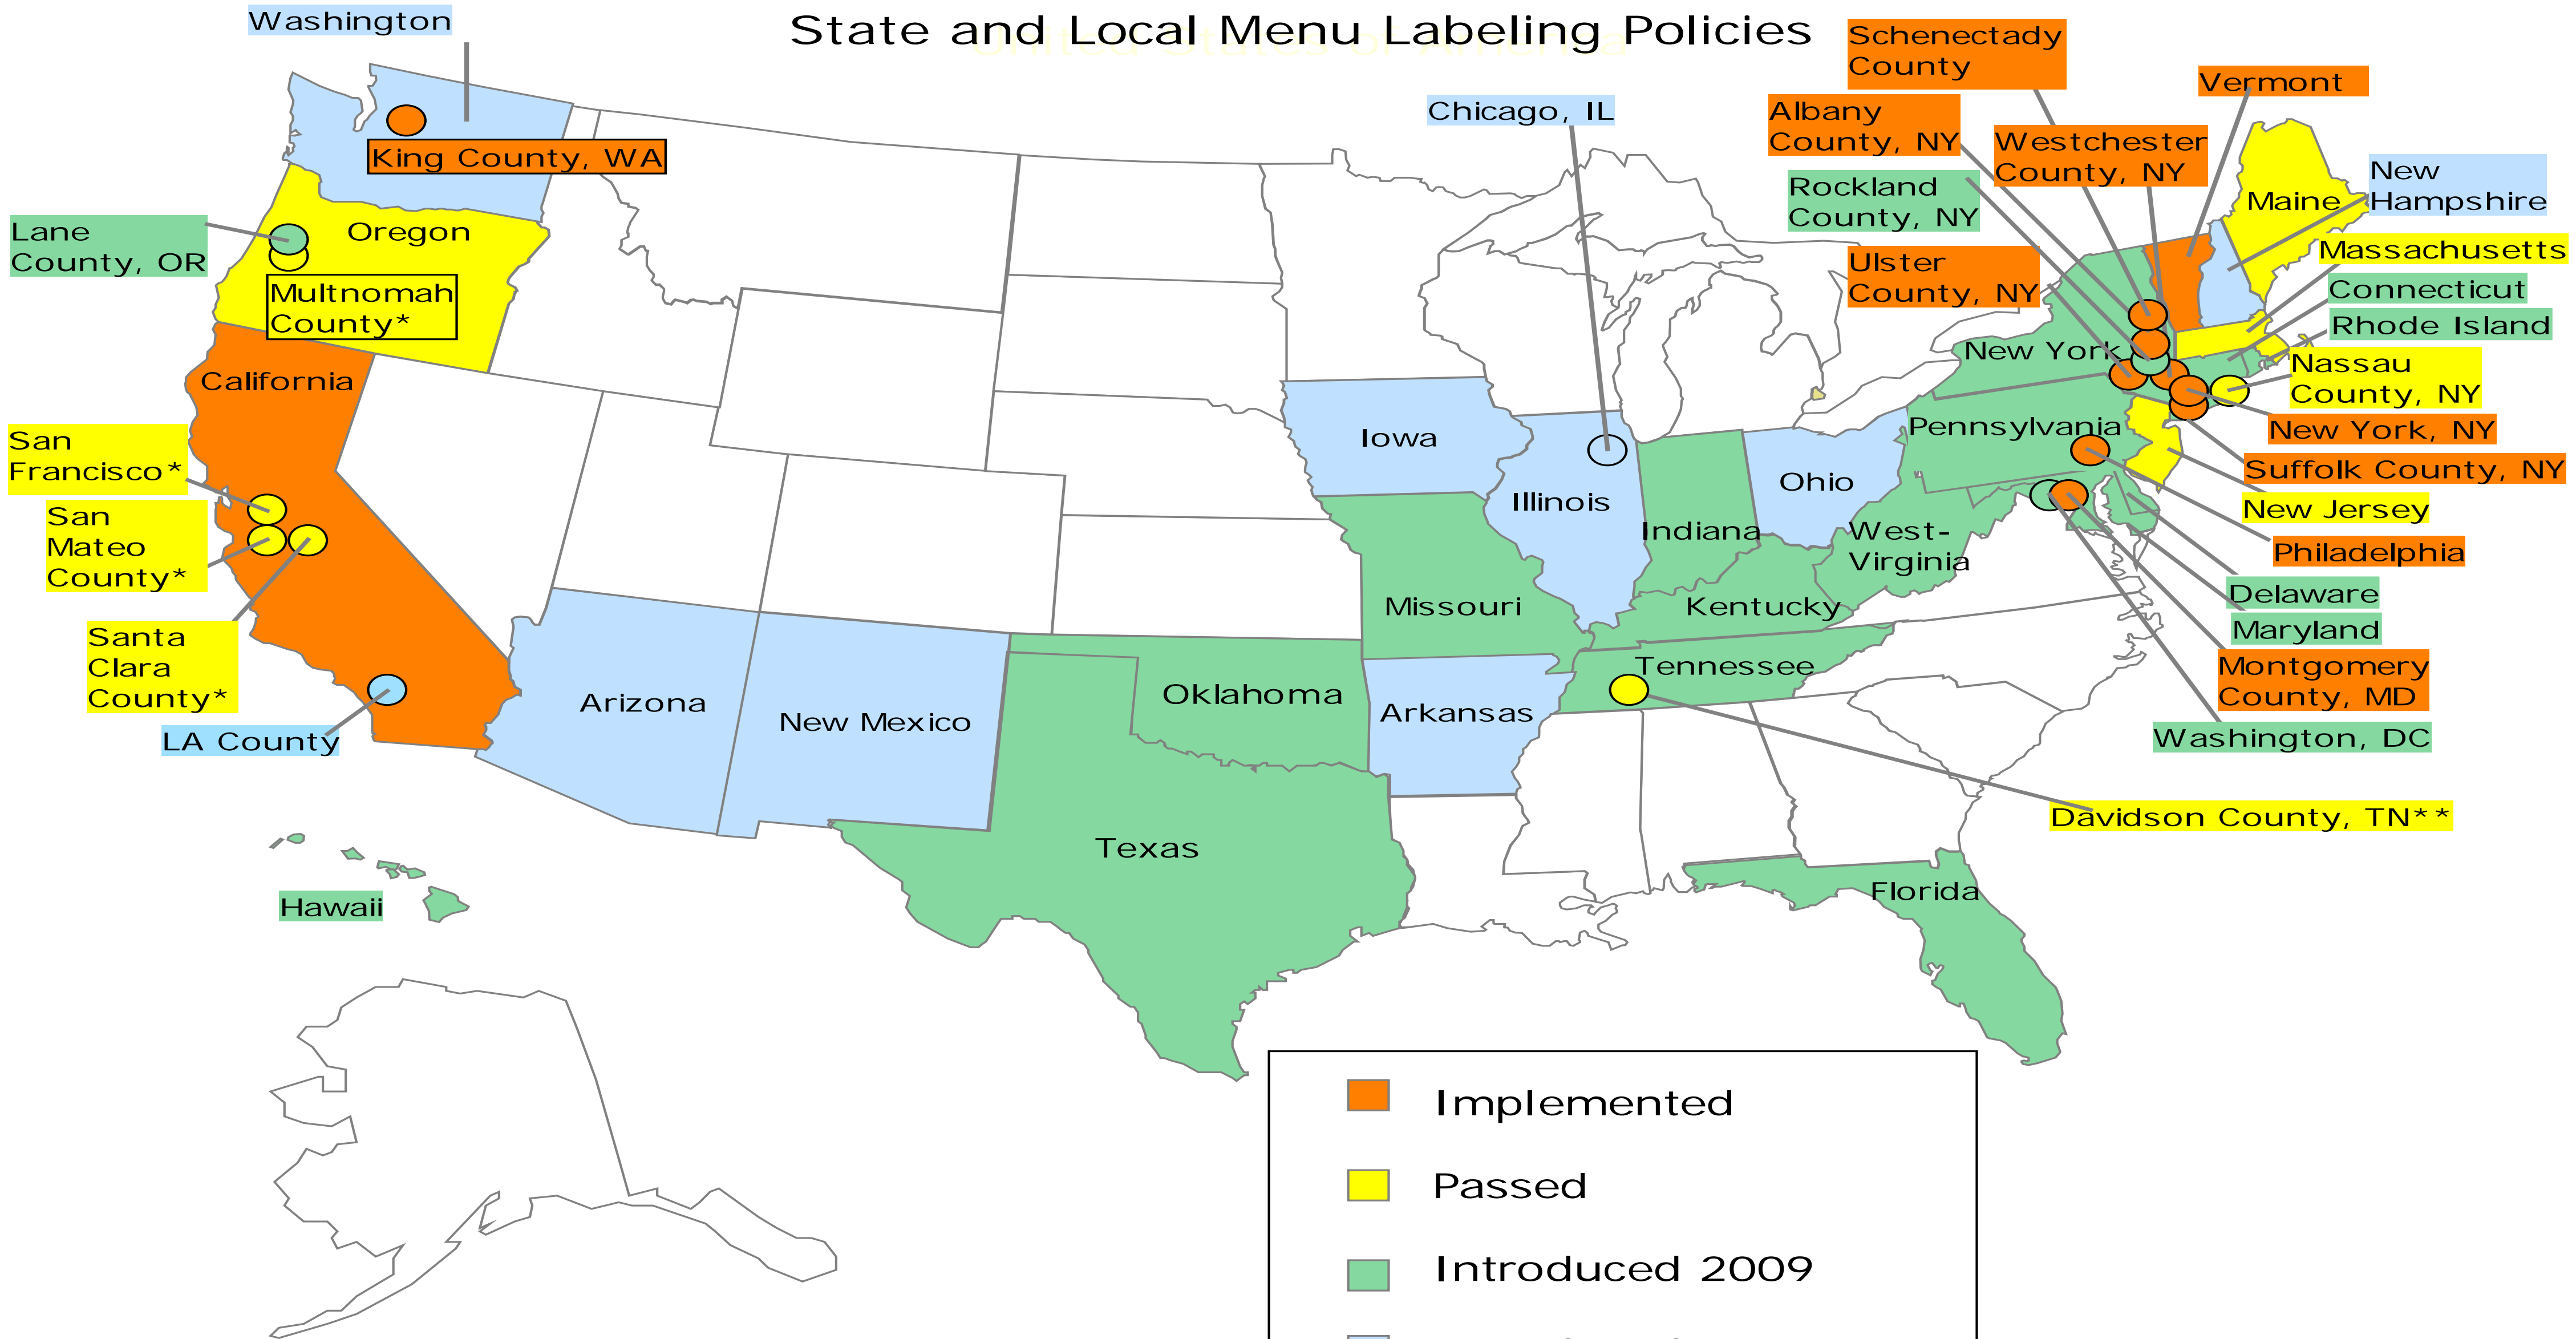 State and Local Menu Labeling Policies
United States of America
Washington
King County, WA
Lane
County, OR
Oregon
Multnomah
County*
California
San
Francisco*
San
Mateo
County*
Santa
Clara
County*
LA County
Arizona
New Mexico
Hawaii
Texas
Oklahoma
Arkansas
Missouri
Iowa
Illinois
Chicago, IL
Indiana
Ohio
Kentucky
Tennessee
West-
Virginia
Florida
Pennsylvania
New York
Schenectady
County
Albany
County, NY
Westchester
County, NY
Rockland
County, NY
Ulster
County, NY
Vermont
Maine
New
Hampshire
Massachusetts
Connecticut
Rhode Island
Nassau
County, NY
New York, NY
Suffolk County, NY
New Jersey
Philadelphia
Delaware
Maryland
Montgomery
County, MD
Washington, DC
Davidson County, TN**
Implemented
Passed
Introduced 2009